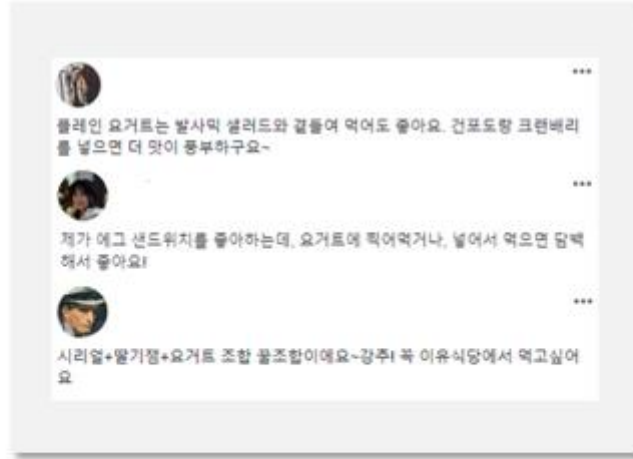 플레인 요거트는 발사믹 샐러드와 곁들여 먹어도 좋아요. 건포도랑 크랜배리
를 넣으면 더 맛이 풍부하구요~
제가 에그 샌드위치를 좋아하는데, 요거트에 찍어먹거나, 넣어서 먹으면 담백
해서 좋아요!
시리얼+딸기잼+요거트 조합 꿀조합이에요~강추! 꼭 이유식당에서 먹고싶어
요